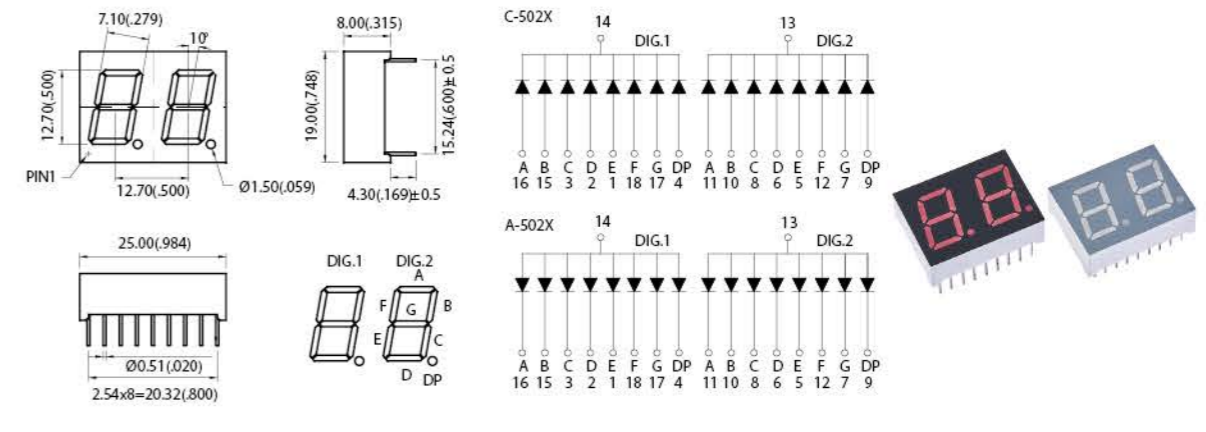 7.10(.279)
10°
12.70(.500)
PIN1
12.70(.500)
Ø1.50(.059)
8.00(.315)
19.00(.748)
15.24(.600)±0.5
4.30(.169)±0.5
25.00(.984)
Ø0.51(.020)
2.54x8=20.32(.800)
DIG.1 DIG.2
A
F G B
E C
D DP
C-502X
14 13
DIG.1 DIG.2
A B C D E F G DP A B C D E F G DP
16 15 3 2 1 18 17 4 11 10 8 6 5 12 7 9
A-502X
14 13
DIG.1 DIG.2
A B C D E F G DP A B C D E F G DP
16 15 3 2 1 18 17 4 11 10 8 6 5 12 7 9
8.8.
8.8.